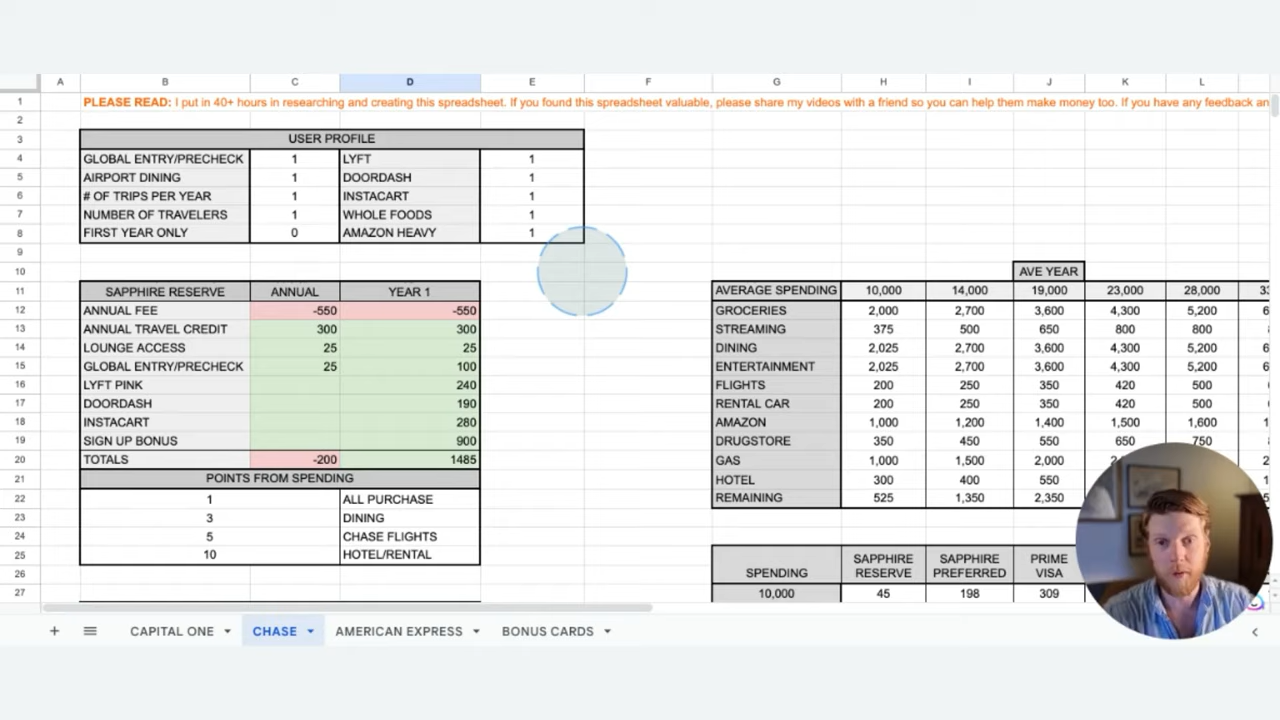 A B C D E F G H I J K L
1 PLEASE READ: I put in 40+ hours in researching and creating this spreadsheet. If you found this spreadsheet valuable, please share my videos with a friend so you can help them make money too. If you have any feedback an
2
3 USER PROFILE
4 GLOBAL ENTRY/PRECHECK 1 LYFT 1
5 AIRPORT DINING 1 DOORDASH 1
6 # OF TRIPS PER YEAR 1 INSTACART 1
7 NUMBER OF TRAVELERS 1 WHOLE FOODS 1
8 FIRST YEAR ONLY 0 AMAZON HEAVY 1
9
10 AVE YEAR
11 SAPPHIRE RESERVE ANNUAL YEAR 1 AVERAGE SPENDING 10,000 14,000 19,000 23,000 28,000
12 ANNUAL FEE -550 -550 GROCERIES 2,000 2,700 3,600 4,300 5,200
13 ANNUAL TRAVEL CREDIT 300 300 STREAMING 375 500 650 800 800
14 LOUNGE ACCESS 25 25 DINING 2,025 2,700 3,600 4,300 5,200
15 GLOBAL ENTRY/PRECHECK 25 100 ENTERTAINMENT 2,025 2,700 3,600 4,300 5,200
16 LYFT PINK 240 FLIGHTS 200 250 350 420 500
17 DOORDASH 190 RENTAL CAR 200 250 350 420 500
18 INSTACART 280 AMAZON 1,000 1,200 1,400 1,500 1,600
19 SIGN UP BONUS 900 DRUGSTORE 350 450 550 650 750
20 TOTALS -200 1485 GAS 1,000 1,500 2,000
21 POINTS FROM SPENDING HOTEL 300 400 550
22 1 ALL PURCHASE REMAINING 525 1,350 2,350
23 3 DINING
24 5 CHASE FLIGHTS
25 10 HOTEL/RENTAL
26 SPENDING SAPPHIRE RESERVE SAPPHIRE PREFERRED PRIME VISA
27 10,000 45 198 309
+ CAPITAL ONE CHASE AMERICAN EXPRESS BONUS CARDS